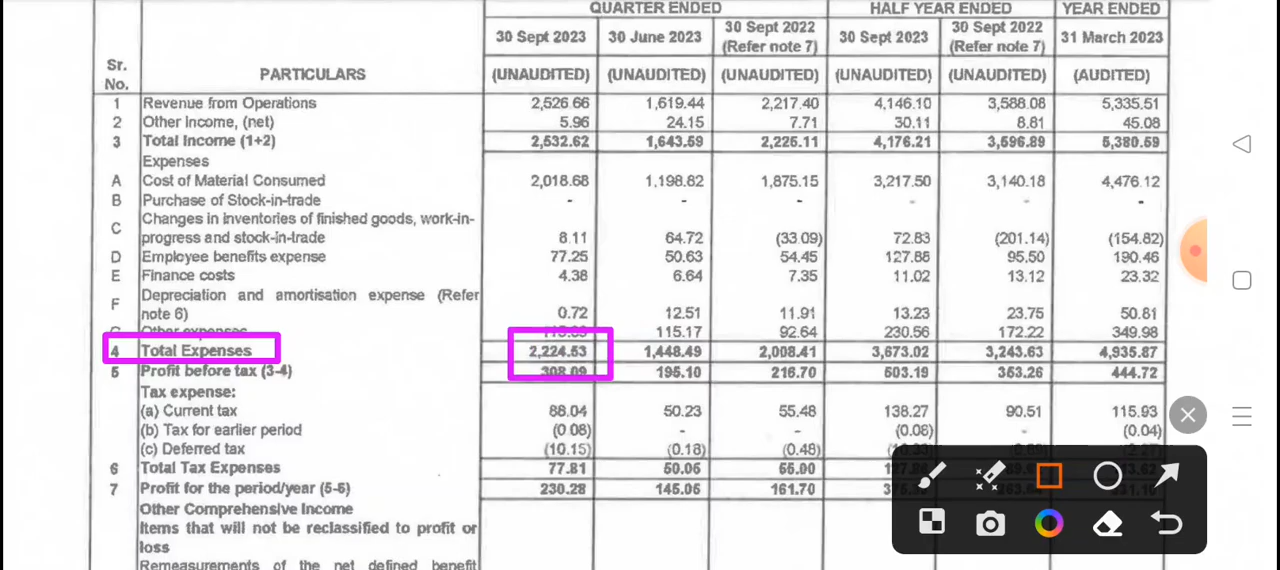 QUARTER ENDED HALF YEAR ENDED YEAR ENDED
30 Sept 2023 30 June 2023 30 Sept 2022 (Refer note 7) 30 Sept 2023 30 Sept 2022 (Refer note 7) 31 March 2023
Sr. No. PARTICULARS (UNAUDITED) (UNAUDITED) (UNAUDITED) (UNAUDITED) (UNAUDITED) (AUDITED)
1 Revenue from Operations 2,526.66 1,619.44 2,217.40 4,146.10 3,588.08 5,335.51
2 Other Income, (net) 5.96 24.15 7.71 30.11 8.81 45.08
3 Total Income (1+2) 2,532.62 1,643.59 2,225.11 4,176.21 3,596.89 5,380.59
Expenses
A Cost of Material Consumed 2,018.68 1,198.82 1,875.15 3,217.50 3,140.18 4,476.12
B Purchase of Stock-in-trade - - - - - -
Changes in inventories of finished goods, work-in-
C progress and stock-in-trade 8.11 64.72 (33.09) 72.83 (201.14) (154.82)
D Employee benefits expense 77.25 50.63 54.45 127.88 95.50 190.46
E Finance costs 4.38 6.64 7.35 11.02 13.12 23.32
Depreciation and amortisation expense (Refer
F note 6) 0.72 12.51 11.91 13.23 23.75 50.81
G Other expenses 115.17 92.64 230.56 172.22 349.98
4 Total Expenses 2,224.53 1,448.49 2,008.41 3,673.02 3,243.63 4,935.87
5 Profit before tax (3-4) 308.09 195.10 216.70 503.19 353.26 444.72
Tax expense:
(a) Current tax 88.04 50.23 55.48 138.27 90.51 115.93
(b) Tax for earlier period (0.08) - - (0.08) - (0.04)
(c) Deferred tax (10.15) (0.18) (0.48)
6 Total Tax Expenses 77.81 50.05 55.00
7 Profit for the period/year (5-6) 230.28 145.05 161.70
Other Comprehensive Income
Items that will not be reclassified to profit or
loss
Remeasurements of the net defined benefit